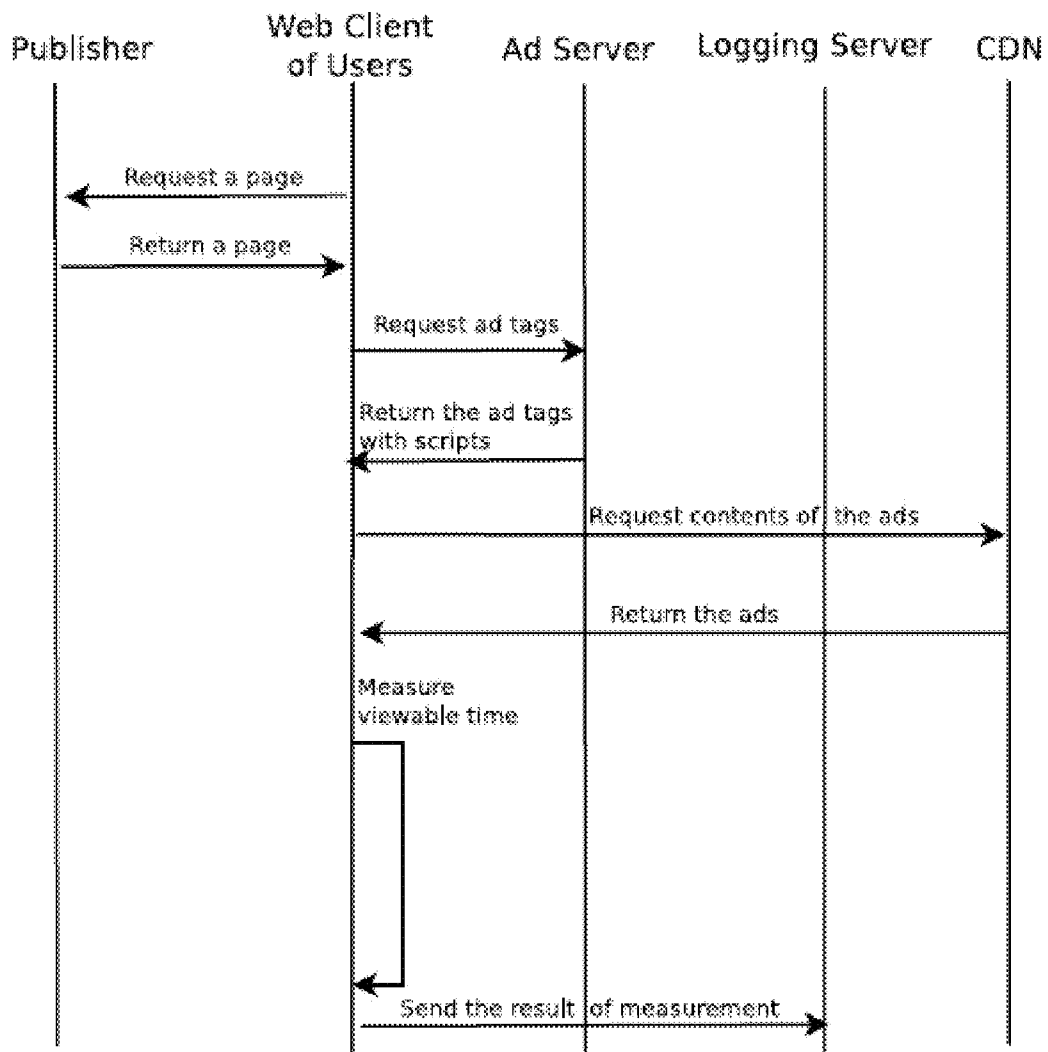 Publisher
Web Client
of Users
Ad Server
Logging Server
CDN
Request a page
Return a page
Request ad tags
Return the ad tags
with scripts
Request contents of the ads
Return the ads
Measure
viewable time
Send the result of measurement